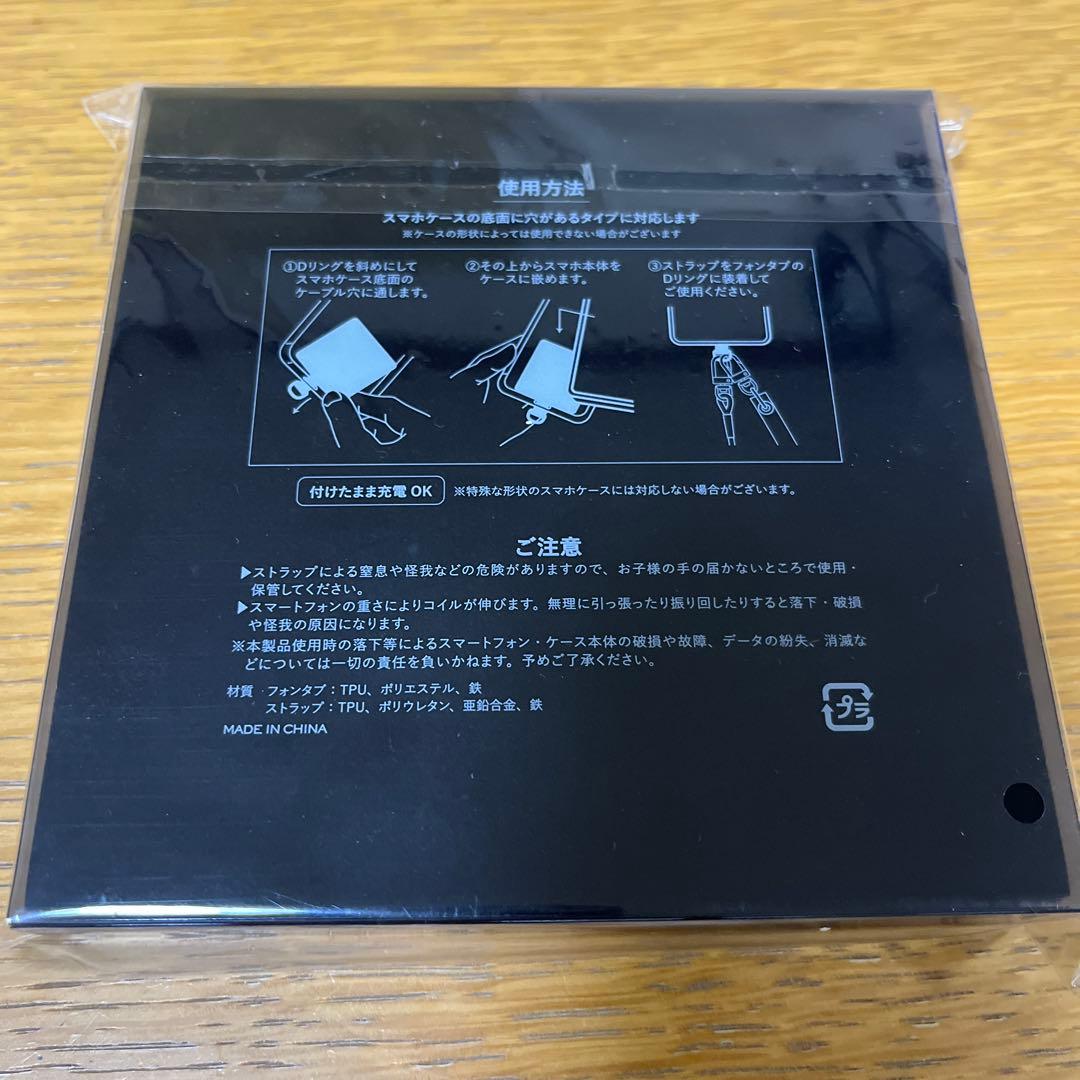 使用方法
スマホケースの底面に穴があるタイプに対応します
※ケースの形状によっては使用できない場合がございます
①Dリングを斜めにして
スマホケース底面の
ケーブル穴に通します。
②その上からスマホ本体を
ケースに嵌めます。
③ストラップをフォンタブの
Dリングに装着して
ご使用ください。
付けたまま充電 OK
※特殊な形状のスマホケースには対応しない場合がございます。
ご注意
▶ストラップによる窒息や怪我などの危険がありますので、お子様の手の届かないところで使用・
保管してください。
▶スマートフォンの重さによりコイルが伸びます。無理に引っ張ったり振り回したりすると落下・破損
や怪我の原因になります。
※本製品使用時の落下等によるスマートフォン・ケース本体の破損や故障、データの紛失、消滅な
どについては一切の責任を負いかねます。予めご了承ください。
材質 フォンタブ：TPU、ポリエステル、鉄
ストラップ：TPU、ポリウレタン、亜鉛合金、鉄
MADE IN CHINA
プラ